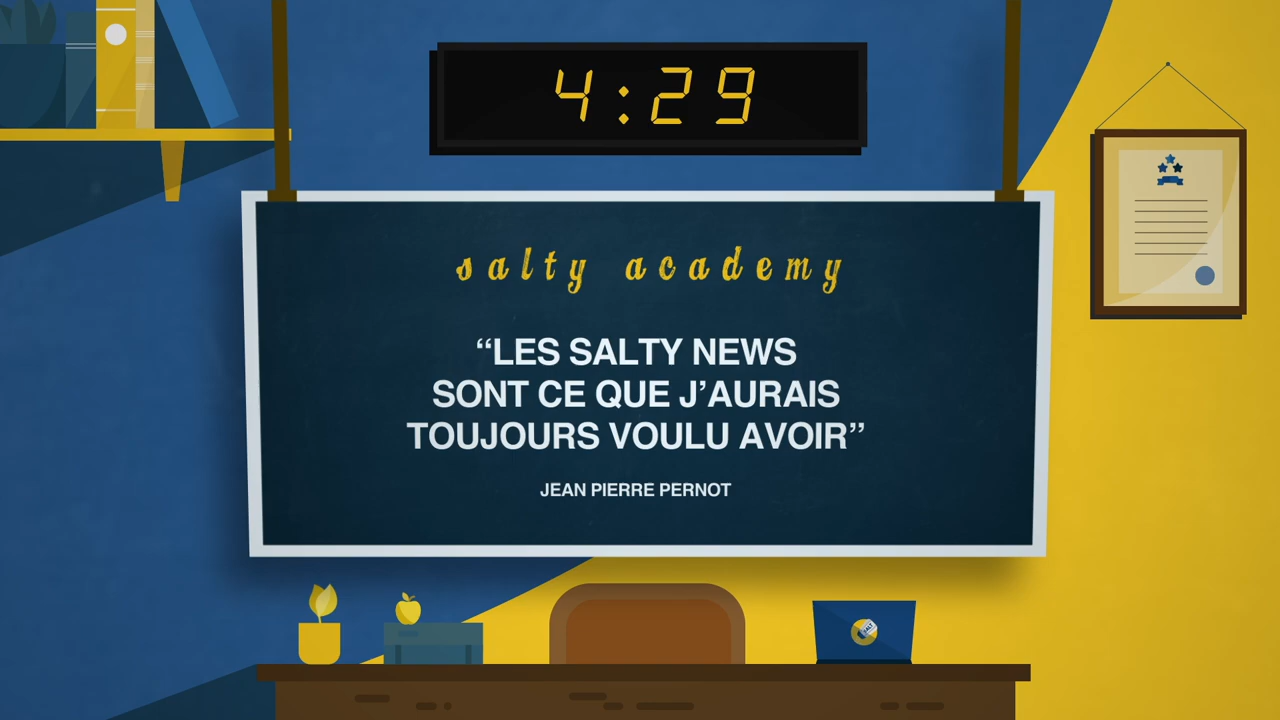 4:29
salty academy
“LES SALTY NEWS
SONT CE QUE J’AURAIS
TOUJOURS VOULU AVOIR”
JEAN PIERRE PERNOT